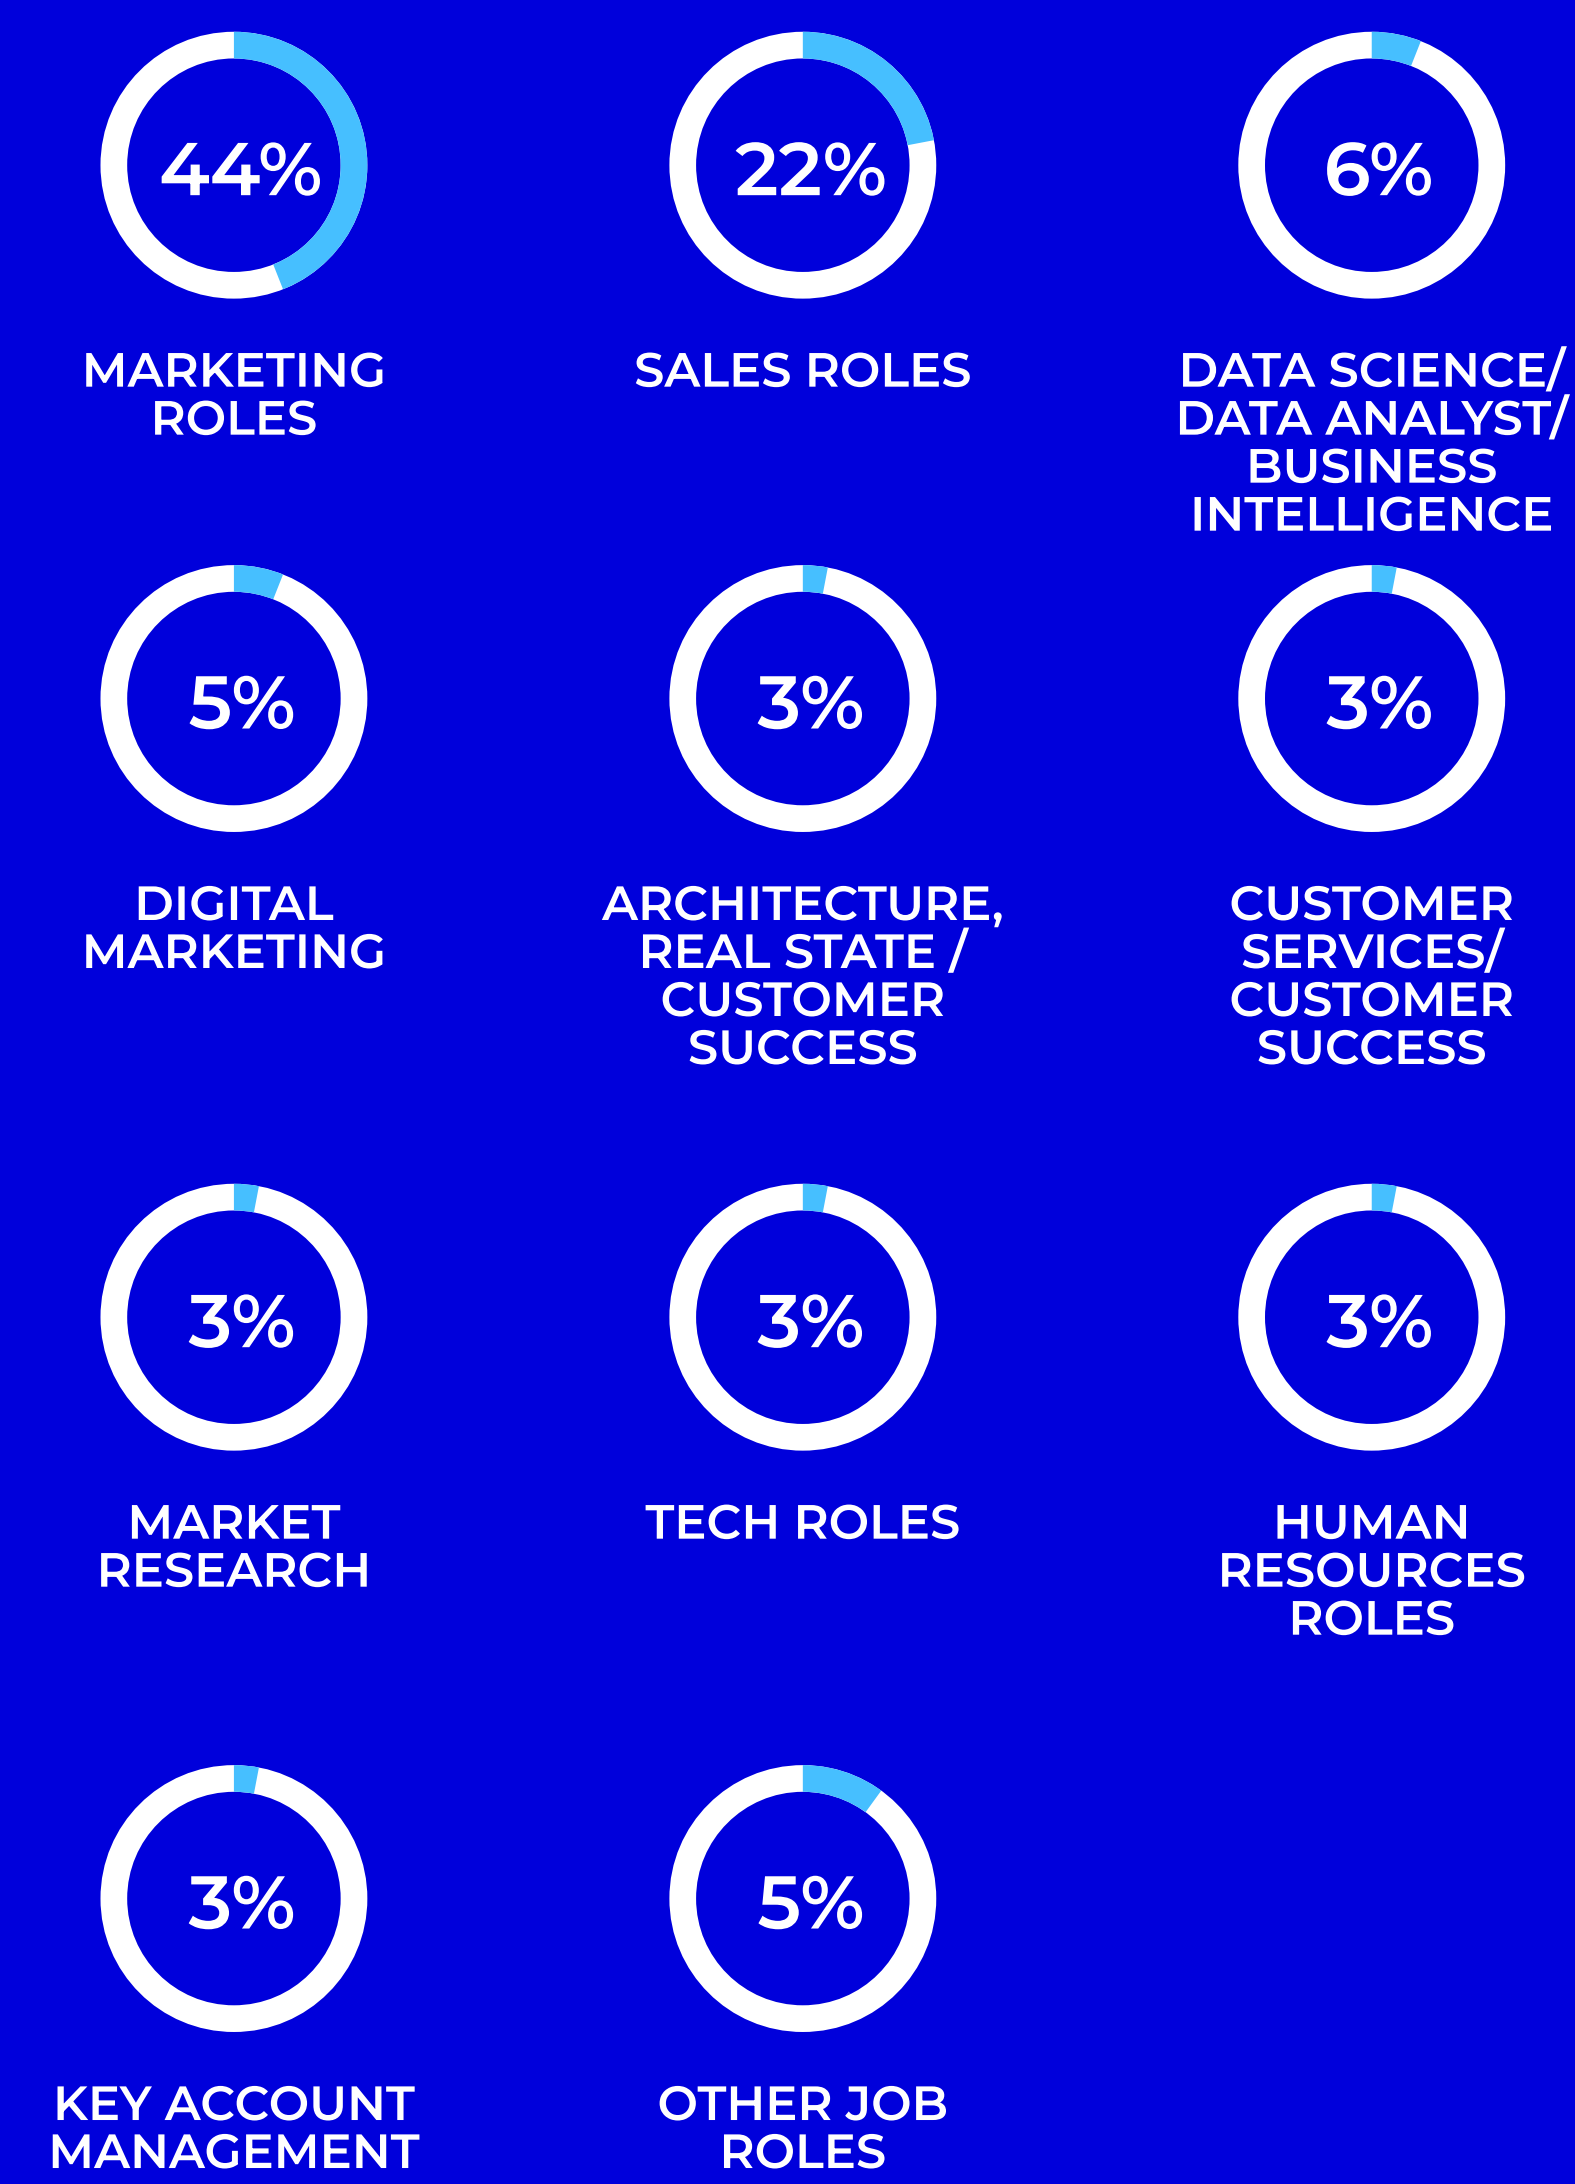 44%
MARKETING
ROLES
22%
SALES ROLES
6%
DATA SCIENCE/
DATA ANALYST/
BUSINESS
INTELLIGENCE
5%
DIGITAL
MARKETING
3%
ARCHITECTURE,
REAL STATE /
CUSTOMER
SUCCESS
3%
CUSTOMER
SERVICES/
CUSTOMER
SUCCESS
3%
MARKET
RESEARCH
3%
TECH ROLES
3%
HUMAN
RESOURCES
ROLES
3%
KEY ACCOUNT
MANAGEMENT
5%
OTHER JOB
ROLES